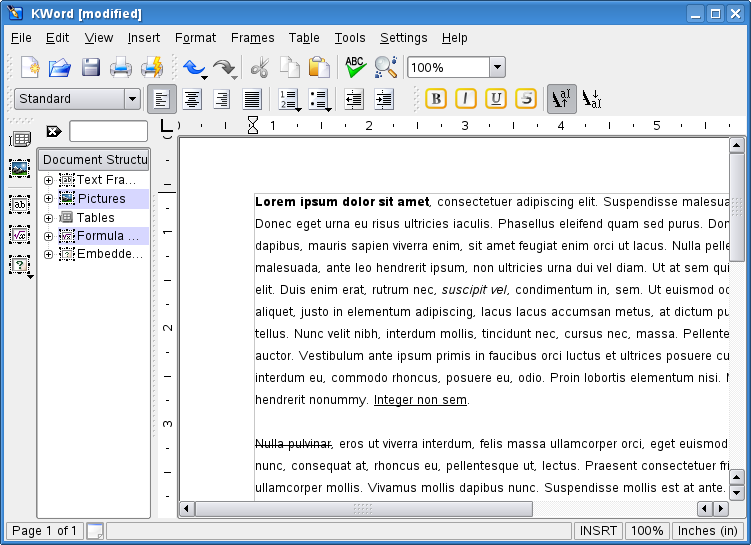 KWord [modified]
File Edit View Insert Format Frames Table Tools Settings Help
ABC 100%
Standard 1 2 B I U S A aI A aI
L 1 2 3 4 5
Document Structu
Text Fra...
Pictures
Tables
Formula ...
Embedde...
ab
√α
?
1
2
3
Lorem ipsum dolor sit amet, consectetuer adipiscing elit. Suspendisse malesua
Donec eget urna eu risus ultricies iaculis. Phasellus eleifend quam sed purus. Don
dapibus, mauris sapien viverra enim, sit amet feugiat enim orci ut lacus. Nulla pelle
malesuada, ante leo hendrerit ipsum, non ultricies urna dui vel diam. Ut at sem qui
elit. Duis enim erat, rutrum nec, suscipit vel, condimentum in, sem. Ut euismod od
aliquet, justo in elementum adipiscing, lacus lacus accumsan metus, at dictum pu
tellus. Nunc velit nibh, interdum mollis, tincidunt nec, cursus nec, massa. Pellente
auctor. Vestibulum ante ipsum primis in faucibus orci luctus et ultrices posuere cu
interdum eu, commodo rhoncus, posuere eu, odio. Proin lobortis elementum nisi. M
hendrerit nonummy. Integer non sem.
Nulla pulvinar, eros ut viverra interdum, felis massa ullamcorper orci, eget euismod
nunc, consequat at, rhoncus eu, pellentesque ut, lectus. Praesent consectetuer fri
ullamcorper mollis. Vivamus mollis dapibus nunc. Suspendisse mollis est at ante.
Page 1 of 1 INSRT 100% Inches (in)